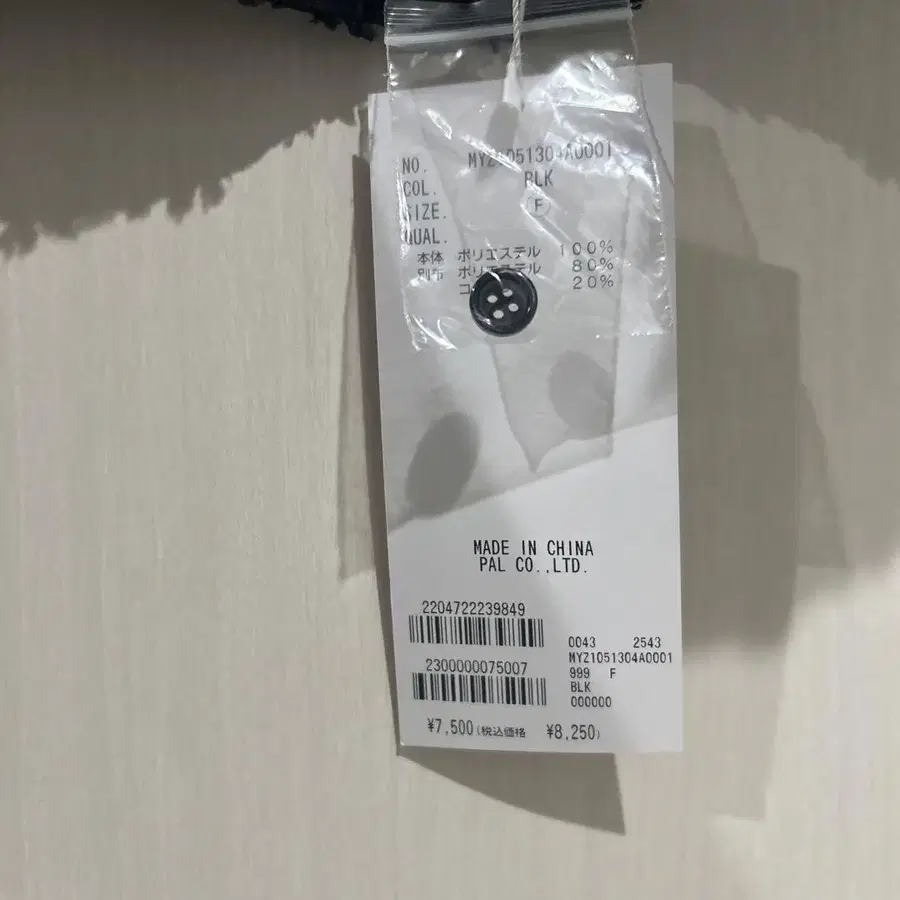 NO. MYZ1051304A0001
COL. BLK
SIZE. F
QUAL.
本体 ポリエステル 100%
別布 ポリエステル 80%
20%
MADE IN CHINA
PAL CO.,LTD.
2204722239849
2300000075007
0043 2543
MYZ1051304A0001
999 F
BLK
000000
¥7,500(税込価格 ¥8,250)